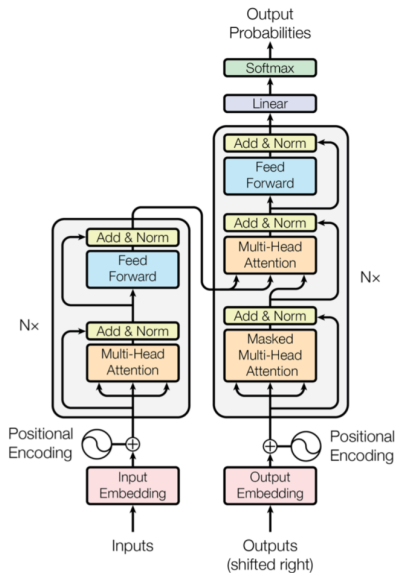 Output
Probabilities
Softmax
Linear
Add & Norm
Feed
Forward
Add & Norm
Multi-Head
Attention
Nx
Add & Norm
Masked
Multi-Head
Attention
Add & Norm
Feed
Forward
Nx
Add & Norm
Multi-Head
Attention
Positional
Encoding
Positional
Encoding
Input
Embedding
Output
Embedding
Inputs
Outputs
(shifted right)